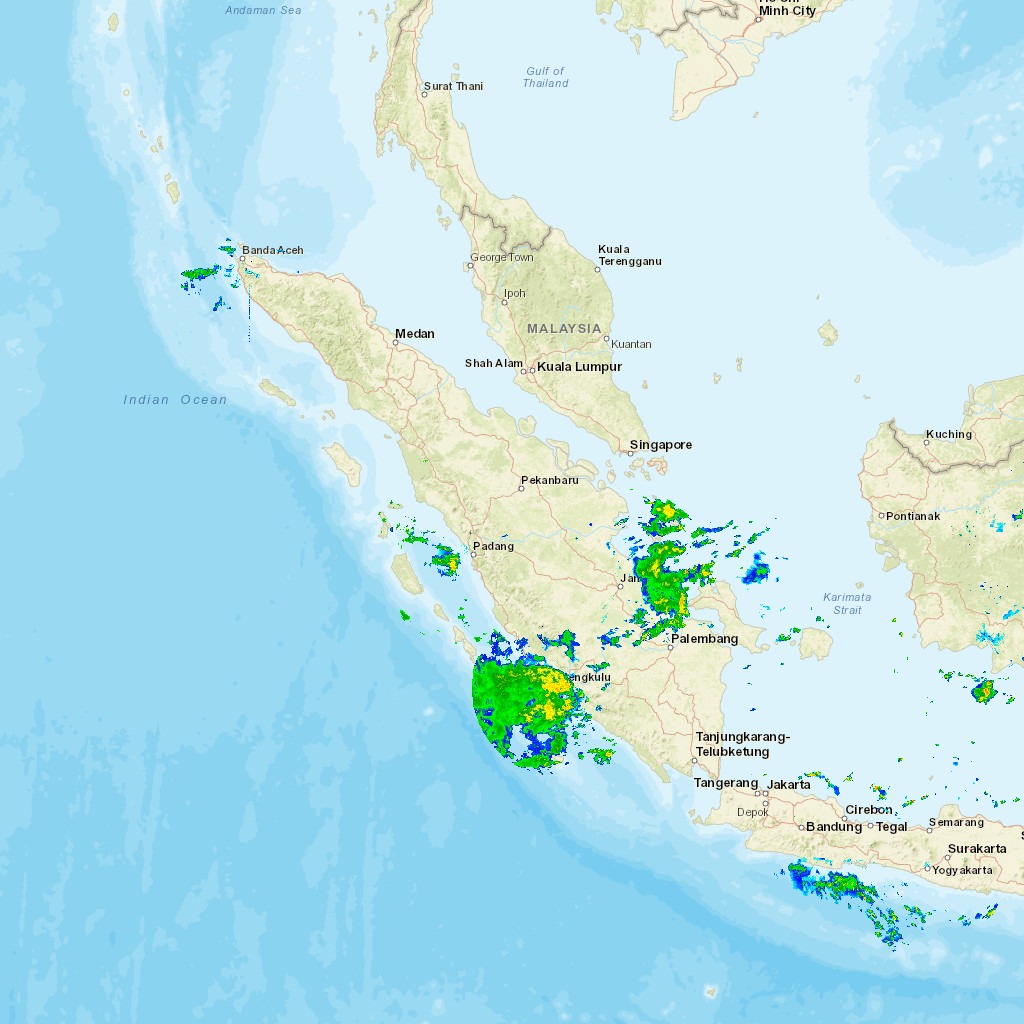 Andaman Sea
Minh City
Gulf of
Thailand
Surat Thani
Banda Aceh
George Town
Kuala
Terengganu
Ipoh
MALAYSIA
Medan
Kuantan
Shah Alam
Kuala Lumpur
Indian Ocean
Kuching
Singapore
Pekanbaru
Pontianak
Padang
Jam
Karimata
Strait
Palembang
engkulu
Tanjungkarang-
Telubketung
Tangerang
Jakarta
Depok
Cirebon
Bandung
Tegal
Semarang
Surakarta
Yogyakarta